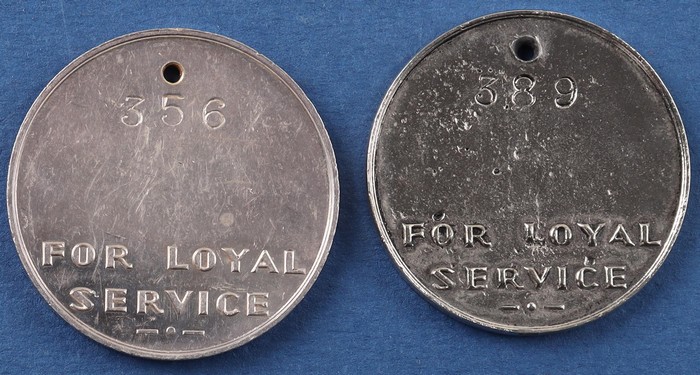 356
FOR LOYAL
SERVICE
389
FOR LOYAL
SERVICE